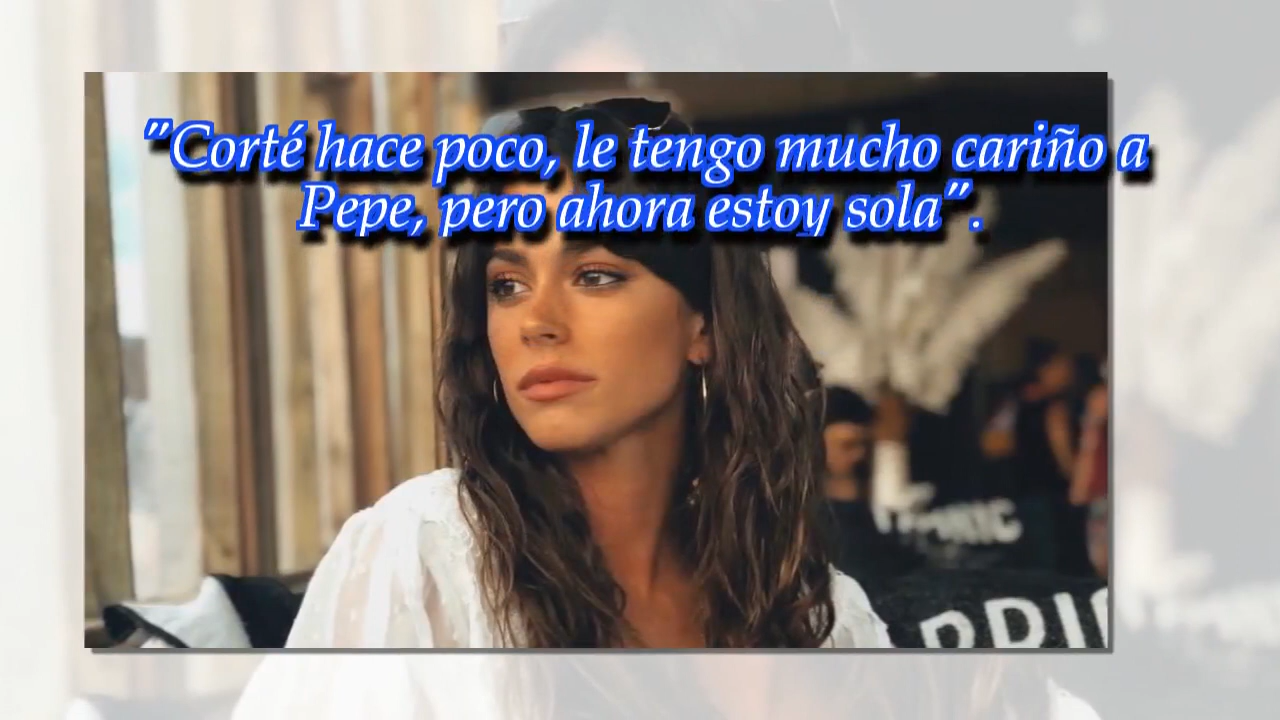 "Corté hace poco, le tengo mucho cariño a
Pepe, pero ahora estoy sola".